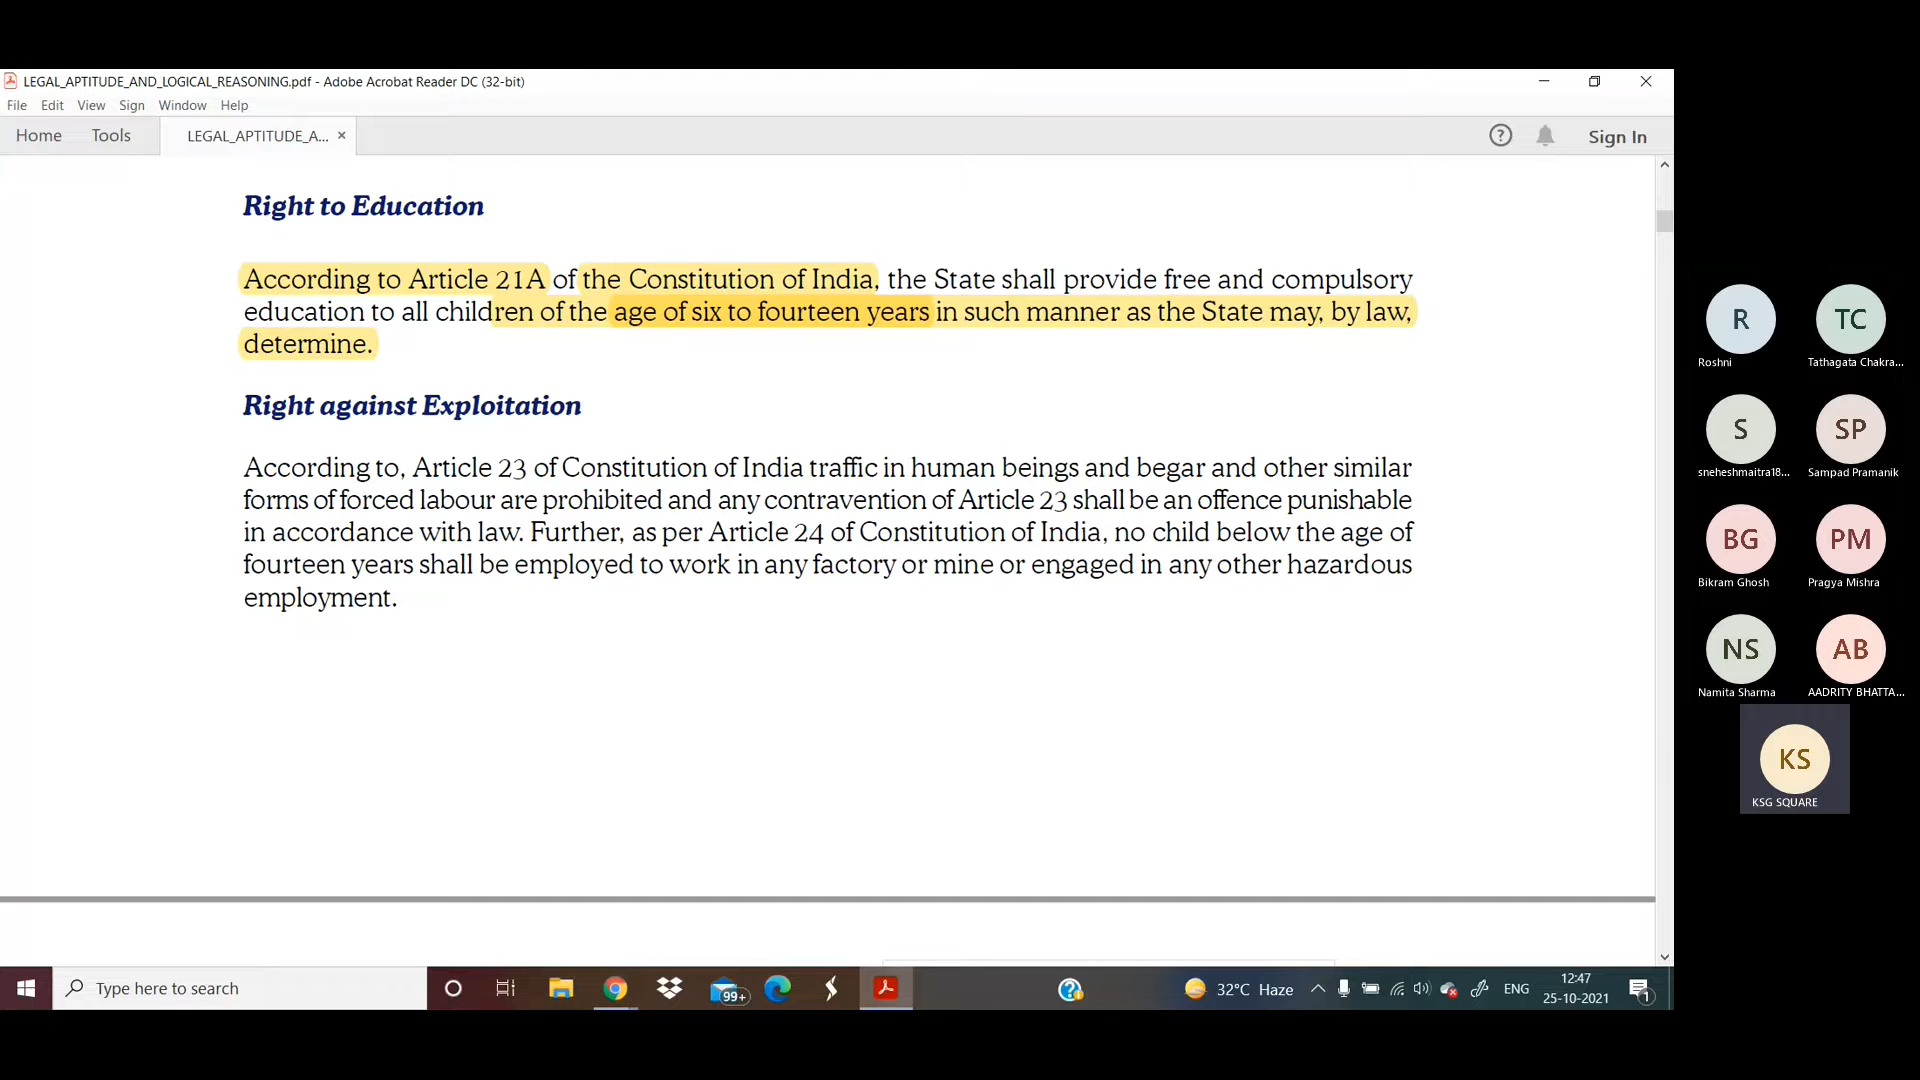 LEGAL_APTITUDE_AND_LOGICAL_REASONING.pdf - Adobe Acrobat Reader DC (32-bit)
File Edit View Sign Window Help
Home Tools LEGAL_APTITUDE_A... × Sign In
Right to Education
According to Article 21A of the Constitution of India, the State shall provide free and compulsory
education to all children of the age of six to fourteen years in such manner as the State may, by law,
determine.
Right against Exploitation
According to, Article 23 of Constitution of India traffic in human beings and begar and other similar
forms of forced labour are prohibited and any contravention of Article 23 shall be an offence punishable
in accordance with law. Further, as per Article 24 of Constitution of India, no child below the age of
fourteen years shall be employed to work in any factory or mine or engaged in any other hazardous
employment.
R TC
Roshni Tathagata Chakra...
S SP
sneheshmaitra18... Sampad Pramanik
BG PM
Bikram Ghosh Pragya Mishra
NS AB
Namita Sharma AADRITY BHATTA...
KS
KSG SQUARE
Type here to search 99+ 32°C Haze ENG 12:47
25-10-2021 1